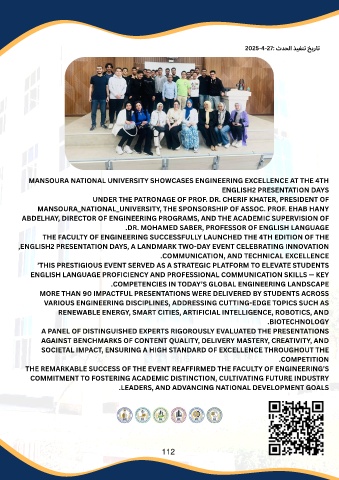 تاريخ تنفيذ الحدث :27-4-2025
MANSOURA NATIONAL UNIVERSITY SHOWCASES ENGINEERING EXCELLENCE AT THE 4TH
ENGLISH2 PRESENTATION DAYS
UNDER THE PATRONAGE OF PROF. DR. CHERIF KHATER, PRESIDENT OF
MANSOURA_NATIONAL_UNIVERSITY, THE SPONSORSHIP OF ASSOC. PROF. EHAB HANY
ABDELHAY, DIRECTOR OF ENGINEERING PROGRAMS, AND THE ACADEMIC SUPERVISION OF
.DR. MOHAMED SABER, PROFESSOR OF ENGLISH LANGUAGE
THE FACULTY OF ENGINEERING SUCCESSFULLY LAUNCHED THE 4TH EDITION OF THE
,ENGLISH2 PRESENTATION DAYS, A LANDMARK TWO-DAY EVENT CELEBRATING INNOVATION
.COMMUNICATION, AND TECHNICAL EXCELLENCE
'THIS PRESTIGIOUS EVENT SERVED AS A STRATEGIC PLATFORM TO ELEVATE STUDENTS
ENGLISH LANGUAGE PROFICIENCY AND PROFESSIONAL COMMUNICATION SKILLS — KEY
.COMPETENCIES IN TODAY'S GLOBAL ENGINEERING LANDSCAPE
MORE THAN 90 IMPACTFUL PRESENTATIONS WERE DELIVERED BY STUDENTS ACROSS
VARIOUS ENGINEERING DISCIPLINES, ADDRESSING CUTTING-EDGE TOPICS SUCH AS
RENEWABLE ENERGY, SMART CITIES, ARTIFICIAL INTELLIGENCE, ROBOTICS, AND
.BIOTECHNOLOGY
A PANEL OF DISTINGUISHED EXPERTS RIGOROUSLY EVALUATED THE PRESENTATIONS
AGAINST BENCHMARKS OF CONTENT QUALITY, DELIVERY MASTERY, CREATIVITY, AND
SOCIETAL IMPACT, ENSURING A HIGH STANDARD OF EXCELLENCE THROUGHOUT THE
.COMPETITION
THE REMARKABLE SUCCESS OF THE EVENT REAFFIRMED THE FACULTY OF ENGINEERING'S
COMMITMENT TO FOSTERING ACADEMIC DISTINCTION, CULTIVATING FUTURE INDUSTRY
.LEADERS, AND ADVANCING NATIONAL DEVELOPMENT GOALS
112